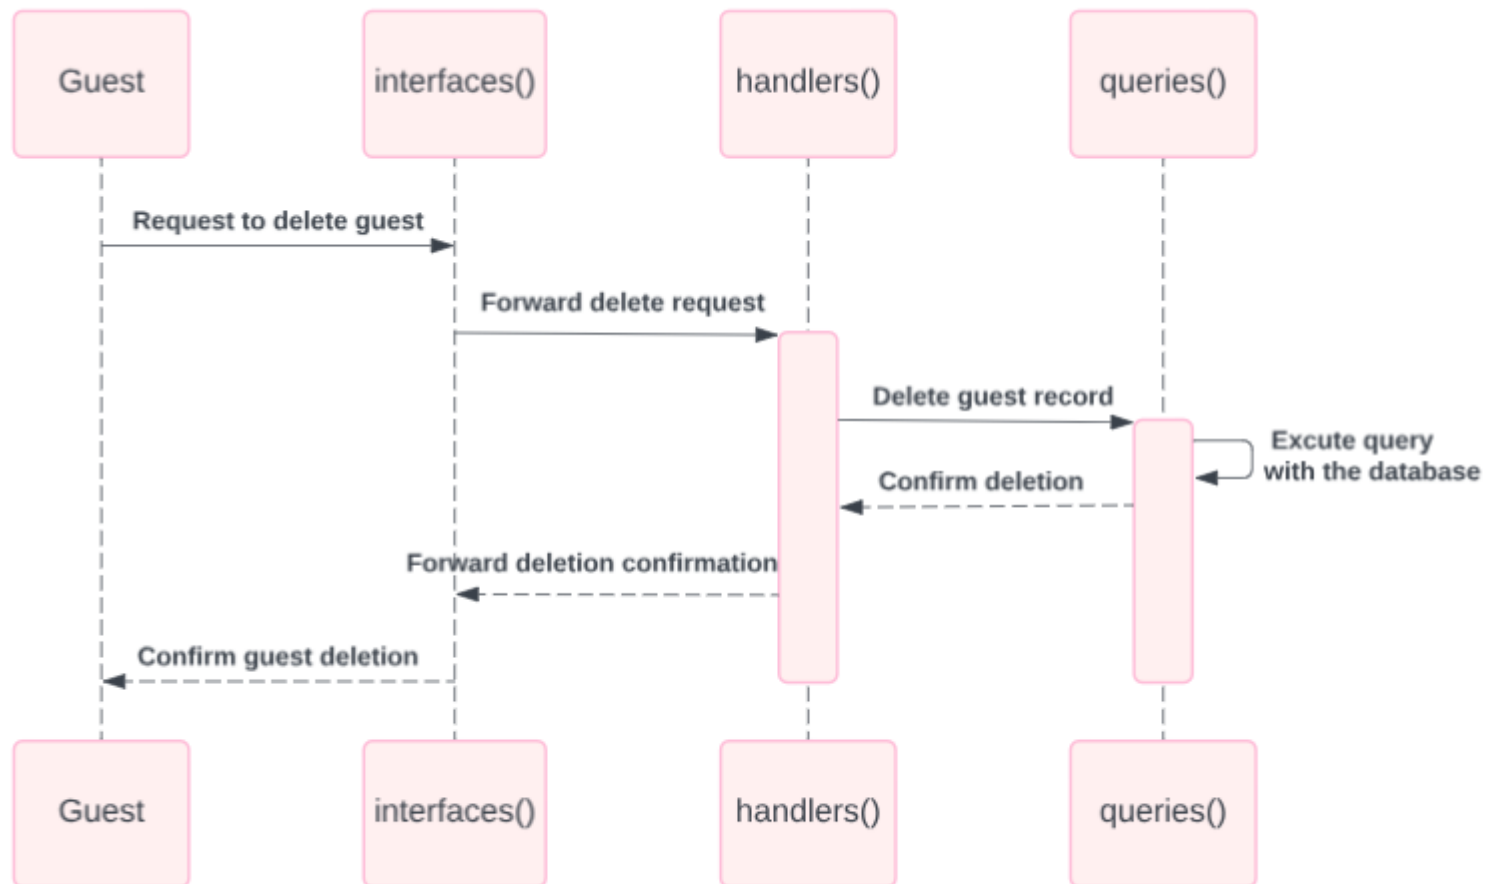 Guest
interfaces()
handlers()
queries()
Request to delete guest
Forward delete request
Delete guest record
Excute query
with the database
Confirm deletion
Forward deletion confirmation
Confirm guest deletion
Guest
interfaces()
handlers()
queries()